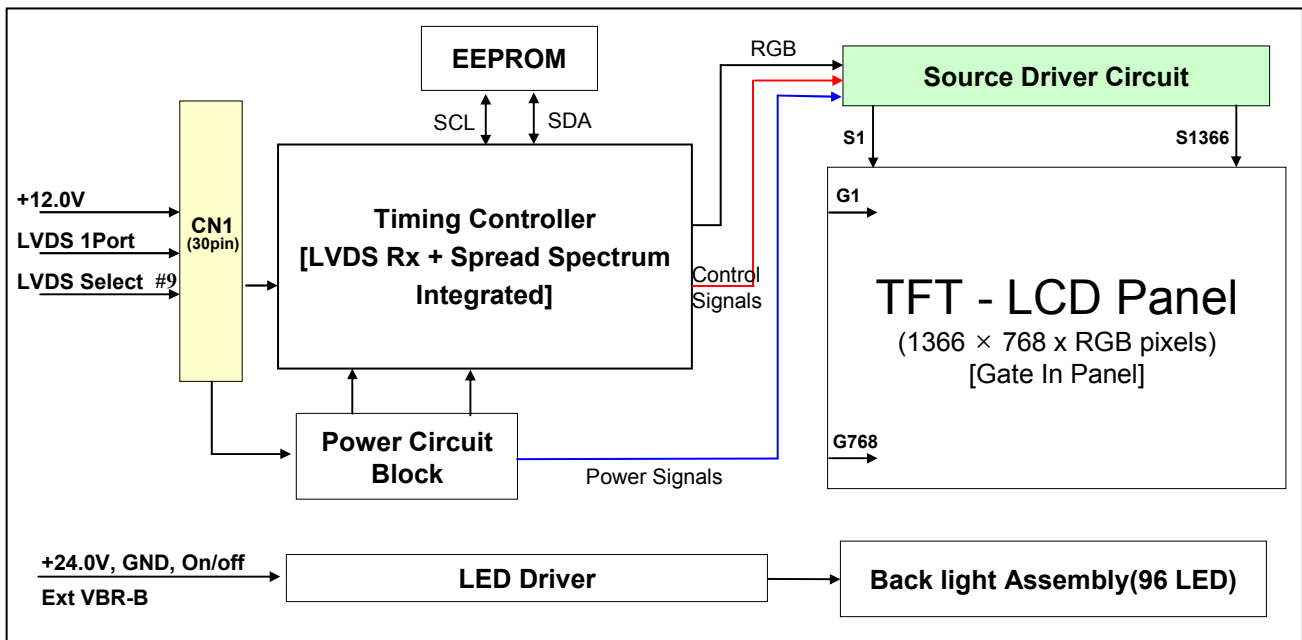 EEPROM
RGB
Source Driver Circuit
SCL
SDA
S1
S1366
+12.0V
LVDS 1Port
LVDS Select #9
CN1
(30pin)
Timing Controller
[LVDS Rx + Spread Spectrum
Integrated]
Control
Signals
G1
TFT - LCD Panel
(1366 × 768 x RGB pixels)
[Gate In Panel]
G768
Power Circuit
Block
Power Signals
+24.0V, GND, On/off
Ext VBR-B
LED Driver
Back light Assembly(96 LED)